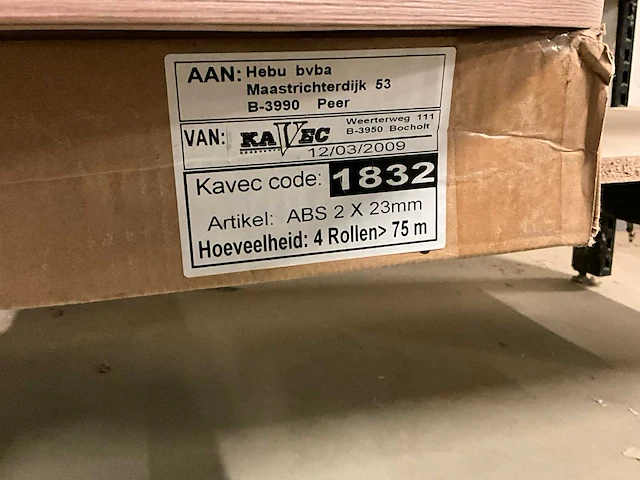 AAN: Hebu bvba
Maastrichterdijk 53
B-3990 Peer
VAN: KAVEC
Weerterweg 111
B-3950 Bocholt
12/03/2009
Kavec code: 1832
Artikel: ABS 2 X 23mm
Hoeveelheid: 4 Rollen> 75 m